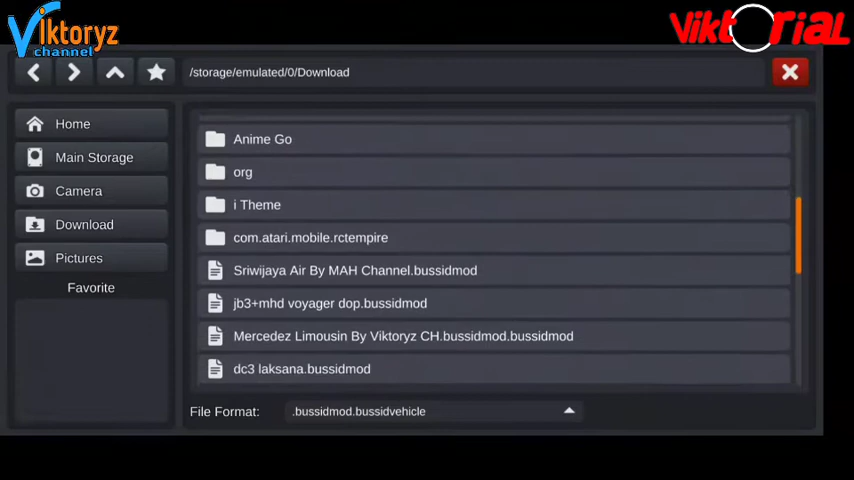 Viktoryz
channel
ViktoriaL
/storage/emulated/0/Download
Home
Main Storage
Camera
Download
Pictures
Favorite
Anime Go
org
i Theme
com.atari.mobile.rctempire
Sriwijaya Air By MAH Channel.bussidmod
jb3+mhd voyager dop.bussidmod
Mercedez Limousin By Viktoryz CH.bussidmod.bussidmod
dc3 laksana.bussidmod
File Format:
.bussidmod.bussidvehicle